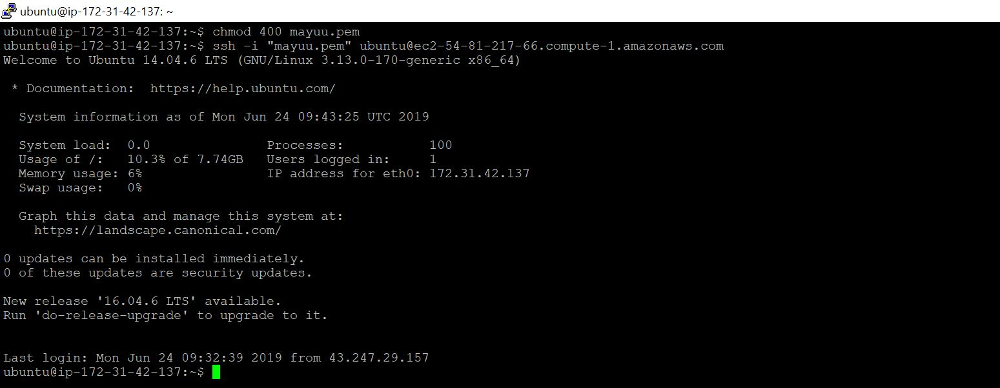 ubuntu@ip-172-31-42-137: ~
ubuntu@ip-172-31-42-137:~$ chmod 400 mayuu.pem
ubuntu@ip-172-31-42-137:~$ ssh -i "mayuu.pem" ubuntu@ec2-54-81-217-66.compute-1.amazonaws.com
Welcome to Ubuntu 14.04.6 LTS (GNU/Linux 3.13.0-170-generic x86_64)
* Documentation:  https://help.ubuntu.com/
System information as of Mon Jun 24 09:43:25 UTC 2019
System load:  0.0               Processes:           100
Usage of /:   10.3% of 7.74GB   Users logged in:     1
Memory usage: 6%                IP address for eth0: 172.31.42.137
Swap usage:   0%
Graph this data and manage this system at:
https://landscape.canonical.com/
0 updates can be installed immediately.
0 of these updates are security updates.
New release '16.04.6 LTS' available.
Run 'do-release-upgrade' to upgrade to it.
Last login: Mon Jun 24 09:32:39 2019 from 43.247.29.157
ubuntu@ip-172-31-42-137:~$